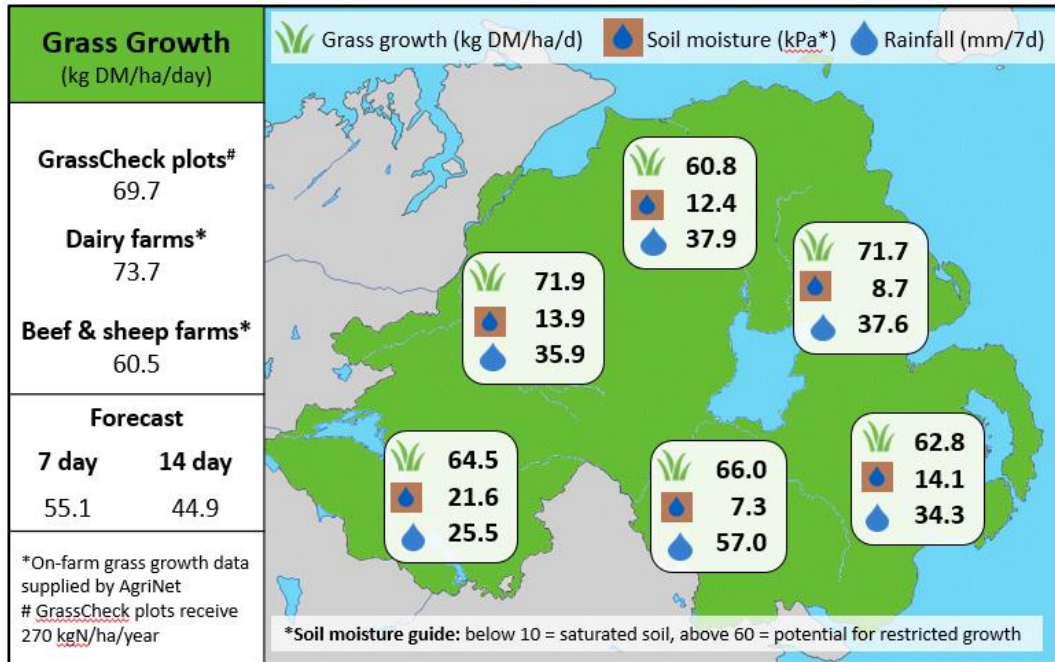 Grass Growth
(kg DM/ha/day)
GrassCheck plots#
69.7
Dairy farms*
73.7
Beef & sheep farms*
60.5
Forecast
7 day 14 day
55.1 44.9
*On-farm grass growth data
supplied by AgriNet
# GrassCheck plots receive
270 kgN/ha/year
Grass growth (kg DM/ha/d) Soil moisture (kPa*) Rainfall (mm/7d)
60.8
12.4
37.9
71.7
8.7
37.6
71.9
13.9
35.9
64.5
21.6
25.5
66.0
7.3
57.0
62.8
14.1
34.3
*Soil moisture guide: below 10 = saturated soil, above 60 = potential for restricted growth